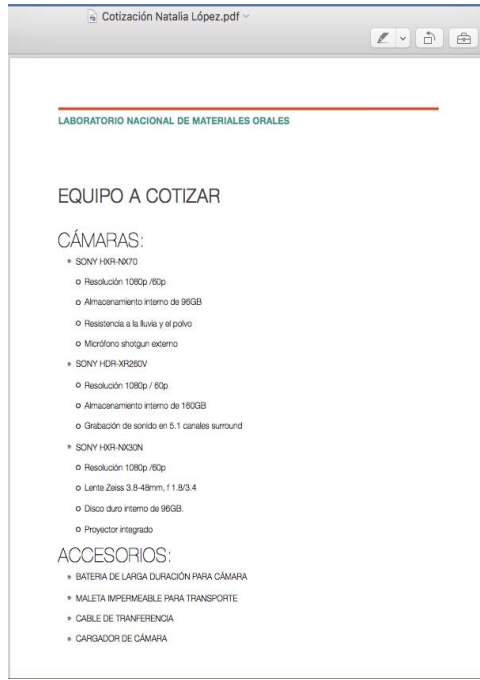 Cotización Natalia López.pdf
LABORATORIO NACIONAL DE MATERIALES ORALES
EQUIPO A COTIZAR
CÁMARAS:
SONY HXR-NX70
Resolución 1080p /60p
Almacenamiento interno de 96GB
Resistencia a la lluvia y el polvo
Micrófono shotgun externo
SONY HDR-XR260V
Resolución 1080p / 60p
Almacenamiento interno de 160GB
Grabación de sonido en 5.1 canales surround
SONY HXR-NX30N
Resolución 1080p /60p
Lente Zeiss 3.8-48mm, f 1.8/3.4
Disco duro interno de 96GB.
Proyector integrado
ACCESORIOS:
BATERIA DE LARGA DURACIÓN PARA CÁMARA
MALETA IMPERMEABLE PARA TRANSPORTE
CABLE DE TRANFERENCIA
CARGADOR DE CÁMARA